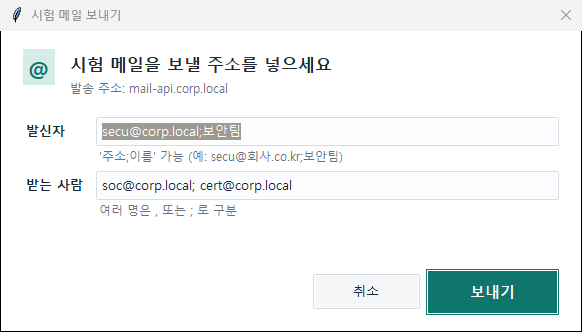 시험 메일 보내기
@
시험 메일을 보낼 주소를 넣으세요
발송 주소: mail-api.corp.local
발신자 secu@corp.local;보안팀
'주소;이름' 가능 (예: secu@회사.co.kr;보안팀)
받는 사람 soc@corp.local; cert@corp.local
여러 명은 , 또는 ; 로 구분
취소 보내기